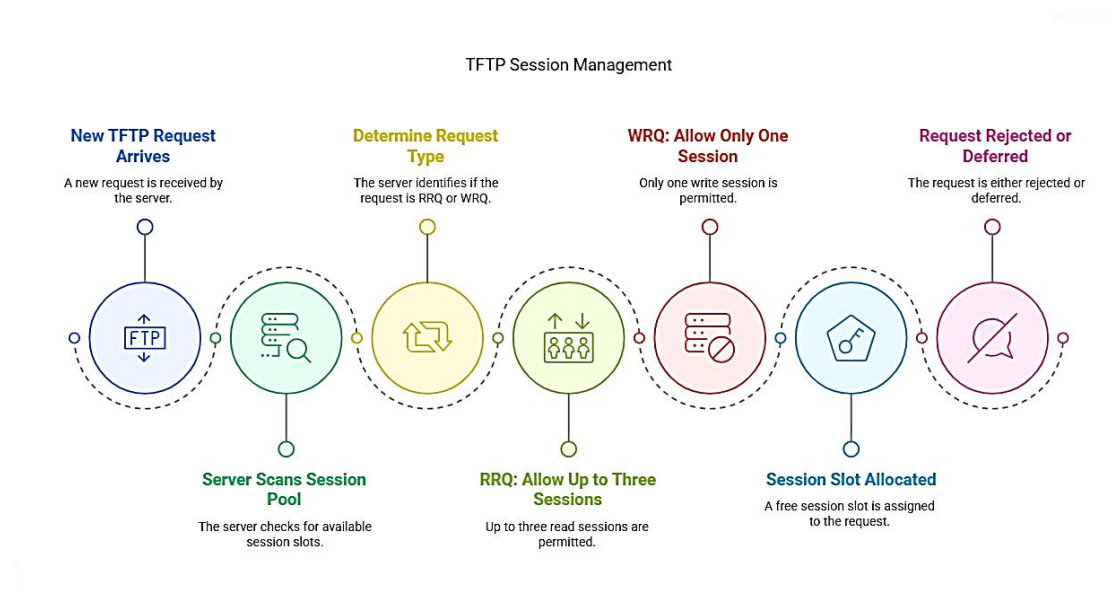 TFTP Session Management
New TFTP Request
Arrives
A new request is received by
the server.
Determine Request
Type
The server identifies if the
request is RRQ or WRQ.
WRQ: Allow Only One
Session
Only one write session is
permitted.
Request Rejected or
Deferred
The request is either rejected or
deferred.
FTP
Server Scans Session
Pool
The server checks for available
session slots.
RRQ: Allow Up to Three
Sessions
Up to three read sessions are
permitted.
Session Slot Allocated
A free session slot is assigned
to the request.